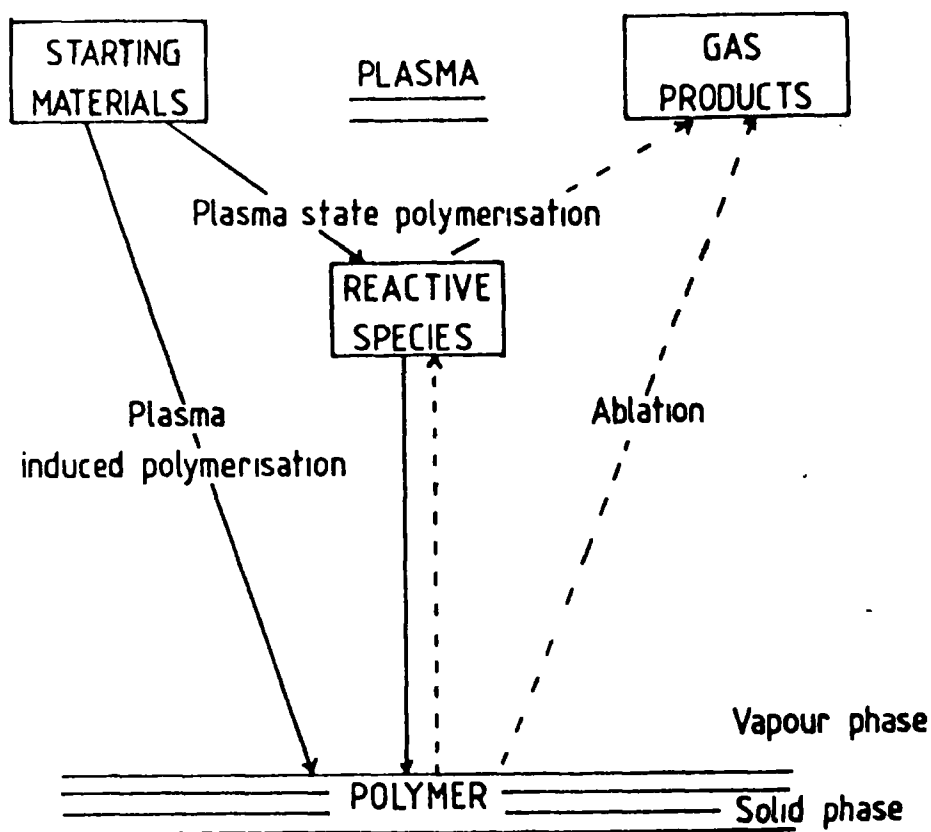 STARTING
MATERIALS
PLASMA
GAS
PRODUCTS
Plasma state polymerisation
REACTIVE
SPECIES
Plasma
induced polymerisation
Ablation
Vapour phase
POLYMER
Solid phase